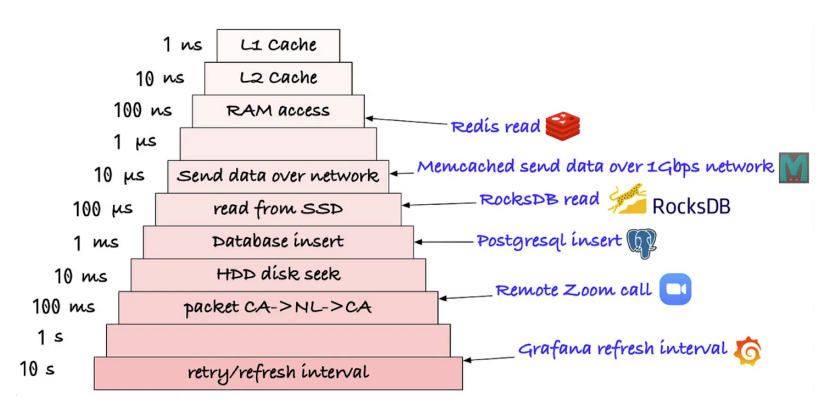 1 ns L1 Cache
10 ns L2 Cache
100 ns RAM access
Redis read
1 µs
Memcached send data over 1Gbps network
10 µs Send data over network
RocksDB read RocksDB
100 µs read from SSD
1 ms Database insert Postgresql insert
10 ms HDD disk seek
Remote Zoom call
100 ms packet CA->NL->CA
1 s
Grafana refresh interval
10 s retry/refresh interval